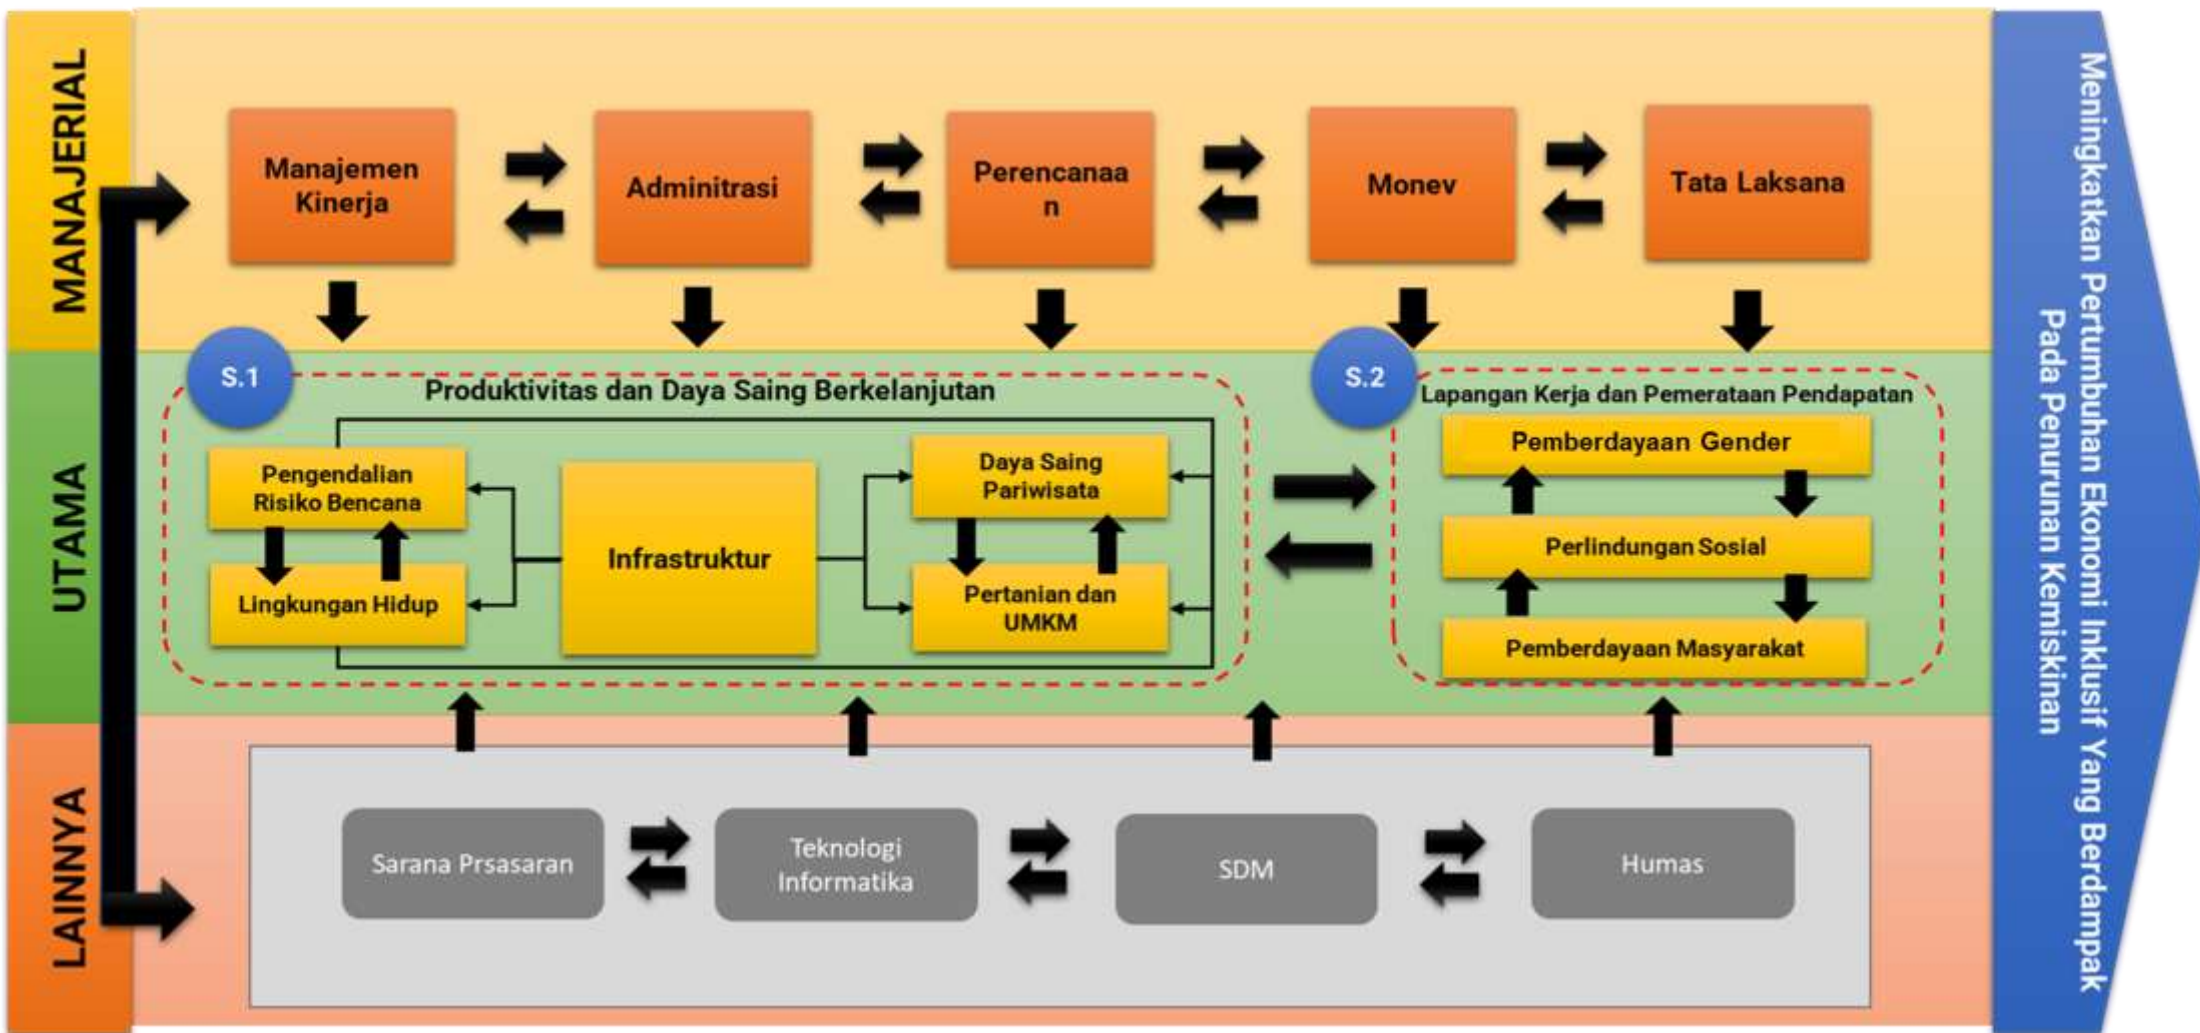 MANAJERIAL
Manajemen
Kinerja
Adminitrasi
Perencanaa
n
Monev
Tata Laksana
UTAMA
S.1
Produktivitas dan Daya Saing Berkelanjutan
Pengendalian
Risiko Bencana
Lingkungan Hidup
Infrastruktur
Daya Saing
Pariwisata
Pertanian dan
UMKM
S.2
Lapangan Kerja dan Pemerataan Pendapatan
Pemberdayaan Gender
Perlindungan Sosial
Pemberdayaan Masyarakat
LAINNYA
Sarana Prsasaran
Teknologi
Informatika
SDM
Humas
Meningkatkan Pertumbuhan Ekonomi Inklusif Yang Berdampak
Pada Penurunan Kemiskinan